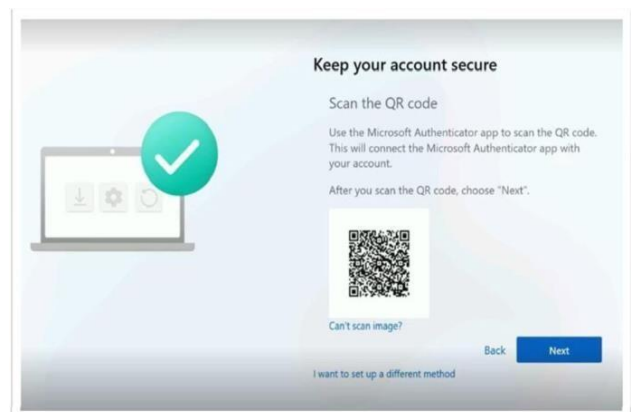 Keep your account secure
Scan the QR code
Use the Microsoft Authenticator app to scan the QR code.
This will connect the Microsoft Authenticator app with
your account.
After you scan the QR code, choose "Next".
Can't scan image?
Back Next
I want to set up a different method